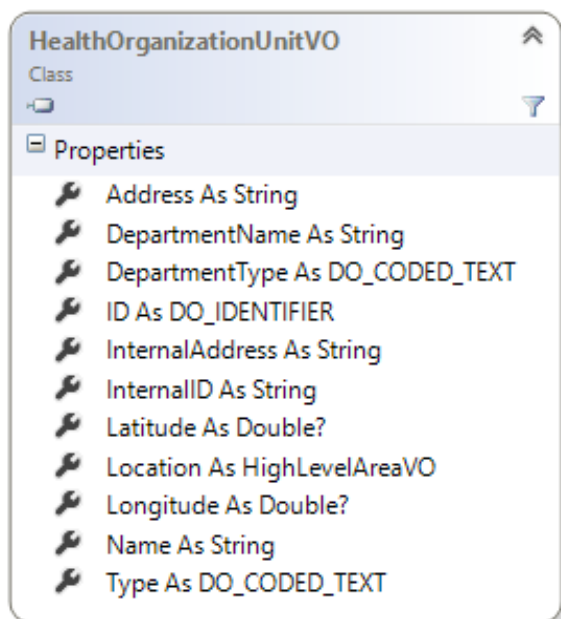 HealthOrganizationUnitVO
Class
Properties
Address As String
DepartmentName As String
DepartmentType As DO_CODED_TEXT
ID As DO_IDENTIFIER
InternalAddress As String
InternalID As String
Latitude As Double?
Location As HighLevelAreaVO
Longitude As Double?
Name As String
Type As DO_CODED_TEXT